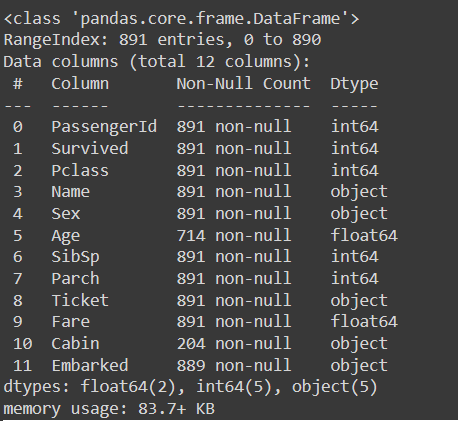 <class 'pandas.core.frame.DataFrame'>
RangeIndex: 891 entries, 0 to 890
Data columns (total 12 columns):
 #   Column       Non-Null Count  Dtype
---  ------       --------------  -----
 0   PassengerId  891 non-null    int64
 1   Survived     891 non-null    int64
 2   Pclass       891 non-null    int64
 3   Name         891 non-null    object
 4   Sex          891 non-null    object
 5   Age          714 non-null    float64
 6   SibSp        891 non-null    int64
 7   Parch        891 non-null    int64
 8   Ticket       891 non-null    object
 9   Fare         891 non-null    float64
 10  Cabin        204 non-null    object
 11  Embarked     889 non-null    object
dtypes: float64(2), int64(5), object(5)
memory usage: 83.7+ KB